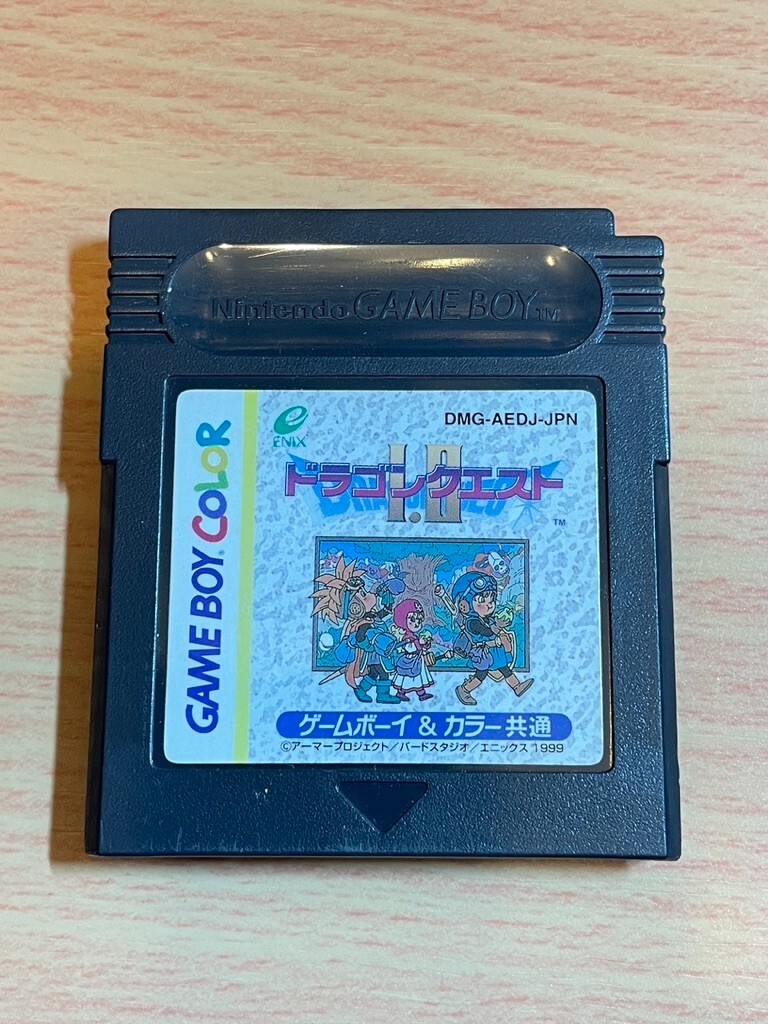 Nintendo GAME BOY TM
DMG-AEDJ-JPN
ENIX
ドラゴンクエスト
I・II
TM
GAME BOY COLOR
ゲームボーイ & カラー共通
©アーマープロジェクト/バードスタジオ/エニックス 1999